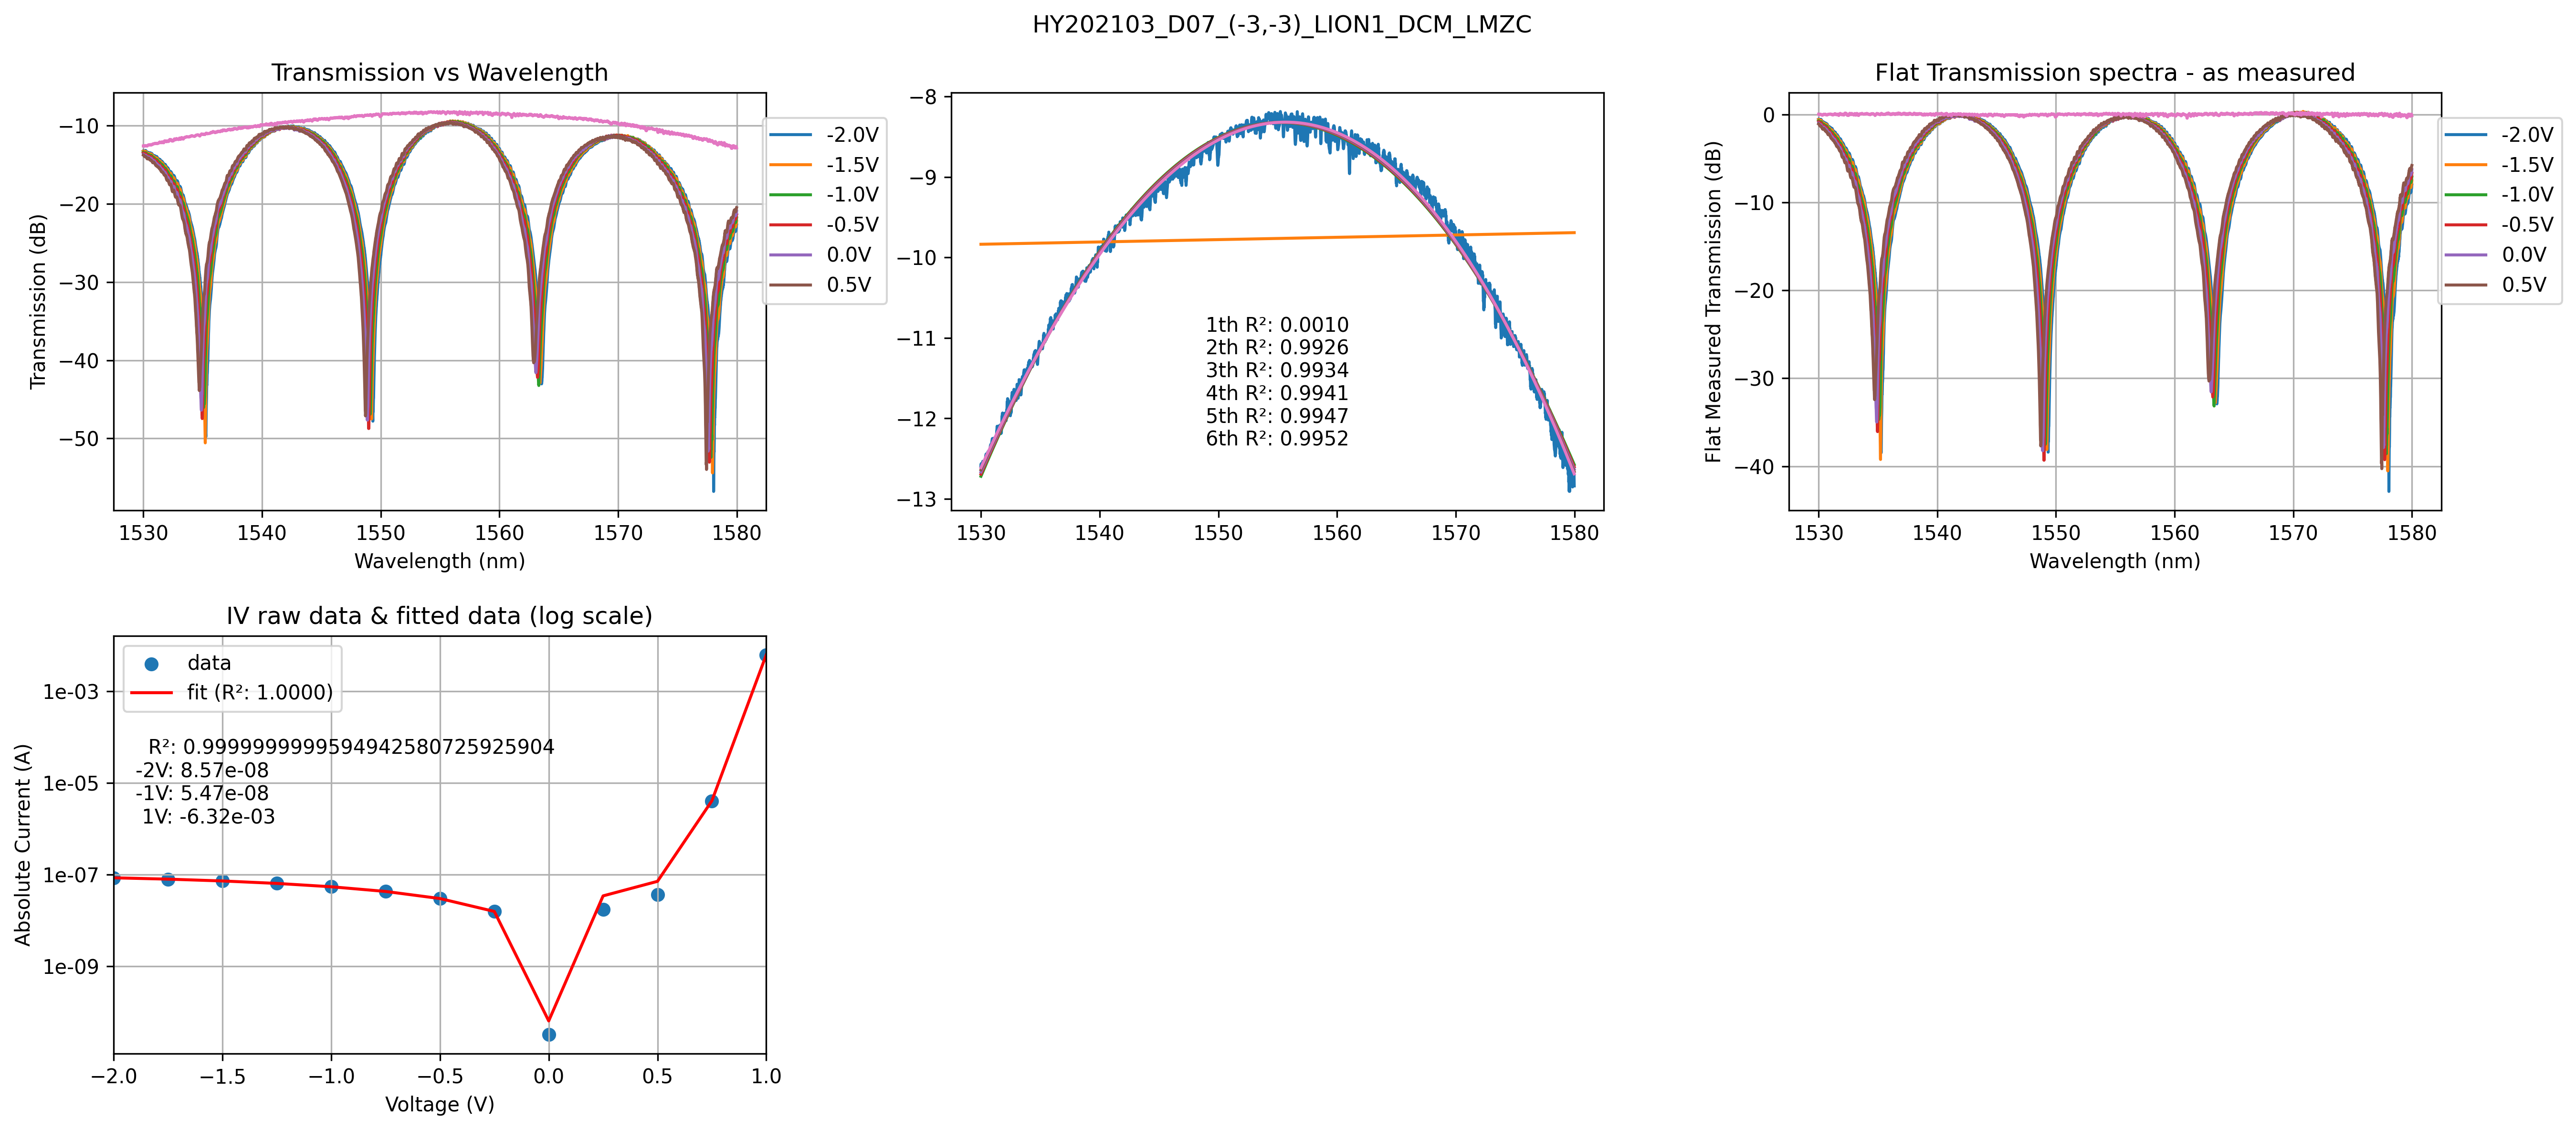 HY202103_D07_(-3,-3)_LION1_DCM_LMZC
Transmission vs Wavelength
Transmission (dB)
−10
−20
−30
−40
−50
1530 1540 1550 1560 1570 1580
Wavelength (nm)
-2.0V
-1.5V
-1.0V
-0.5V
0.0V
0.5V
−8
−9
−10
−11
−12
−13
1th R²: 0.0010
2th R²: 0.9926
3th R²: 0.9934
4th R²: 0.9941
5th R²: 0.9947
6th R²: 0.9952
1530 1540 1550 1560 1570 1580
Flat Transmission spectra - as measured
Flat Measured Transmission (dB)
0
−10
−20
−30
−40
1530 1540 1550 1560 1570 1580
Wavelength (nm)
-2.0V
-1.5V
-1.0V
-0.5V
0.0V
0.5V
IV raw data & fitted data (log scale)
Absolute Current (A)
1e-03
1e-05
1e-07
1e-09
data
fit (R²: 1.0000)
R²: 0.9999999999594942580725925904
-2V: 8.57e-08
-1V: 5.47e-08
1V: -6.32e-03
−2.0 −1.5 −1.0 −0.5 0.0 0.5 1.0
Voltage (V)